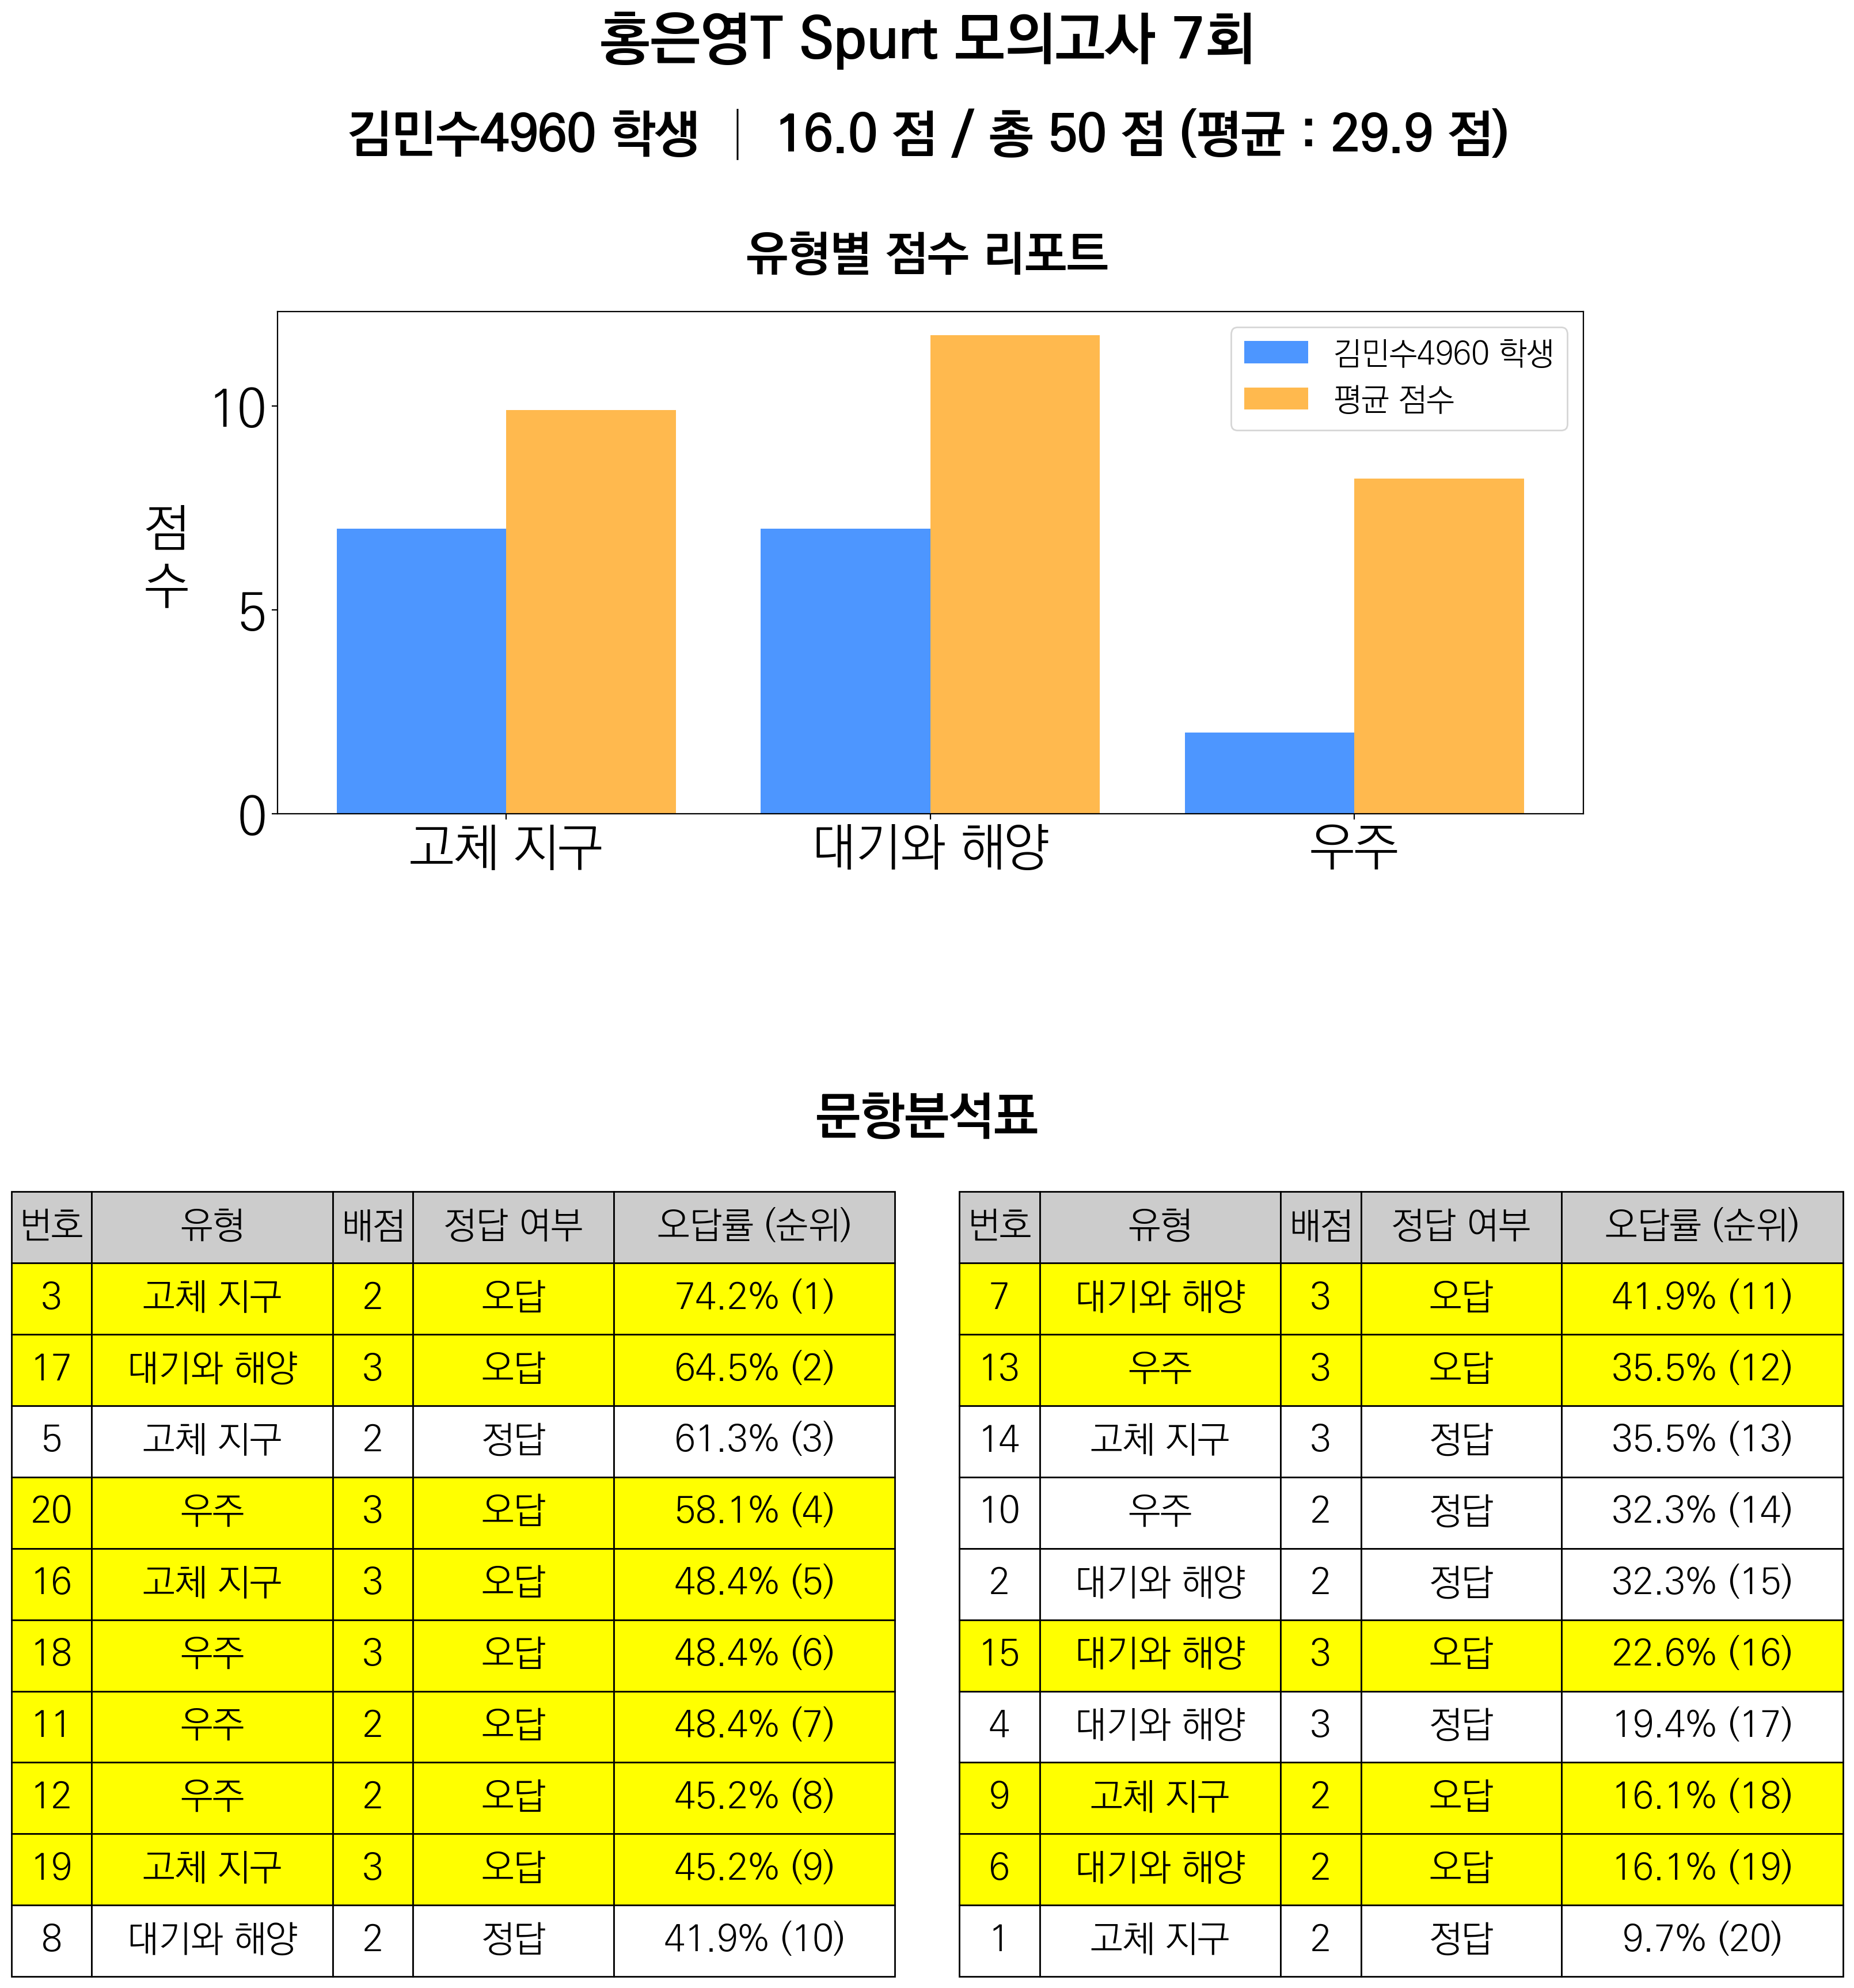 홍은영T Spurt 모의고사 7회
김민수4960 학생 │ 16.0 점 / 총 50 점 (평균 : 29.9 점)
유형별 점수 리포트
김민수4960 학생
평균 점수
점
수
10
5
0
고체 지구 대기와 해양 우주
문항분석표
번호 유형 배점 정답 여부 오답률 (순위)
3 고체 지구 2 오답 74.2% (1)
17 대기와 해양 3 오답 64.5% (2)
5 고체 지구 2 정답 61.3% (3)
20 우주 3 오답 58.1% (4)
16 고체 지구 3 오답 48.4% (5)
18 우주 3 오답 48.4% (6)
11 우주 2 오답 48.4% (7)
12 우주 2 오답 45.2% (8)
19 고체 지구 3 오답 45.2% (9)
8 대기와 해양 2 정답 41.9% (10)
번호 유형 배점 정답 여부 오답률 (순위)
7 대기와 해양 3 오답 41.9% (11)
13 우주 3 오답 35.5% (12)
14 고체 지구 3 정답 35.5% (13)
10 우주 2 정답 32.3% (14)
2 대기와 해양 2 정답 32.3% (15)
15 대기와 해양 3 오답 22.6% (16)
4 대기와 해양 3 정답 19.4% (17)
9 고체 지구 2 오답 16.1% (18)
6 대기와 해양 2 오답 16.1% (19)
1 고체 지구 2 정답 9.7% (20)